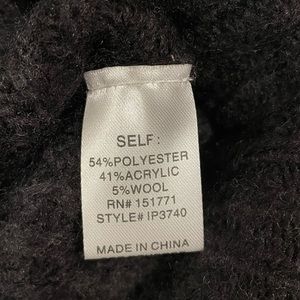 SELF:
54%POLYESTER
41%ACRYLIC
5%WOOL
RN# 151771
STYLE# IP3740
MADE IN CHINA